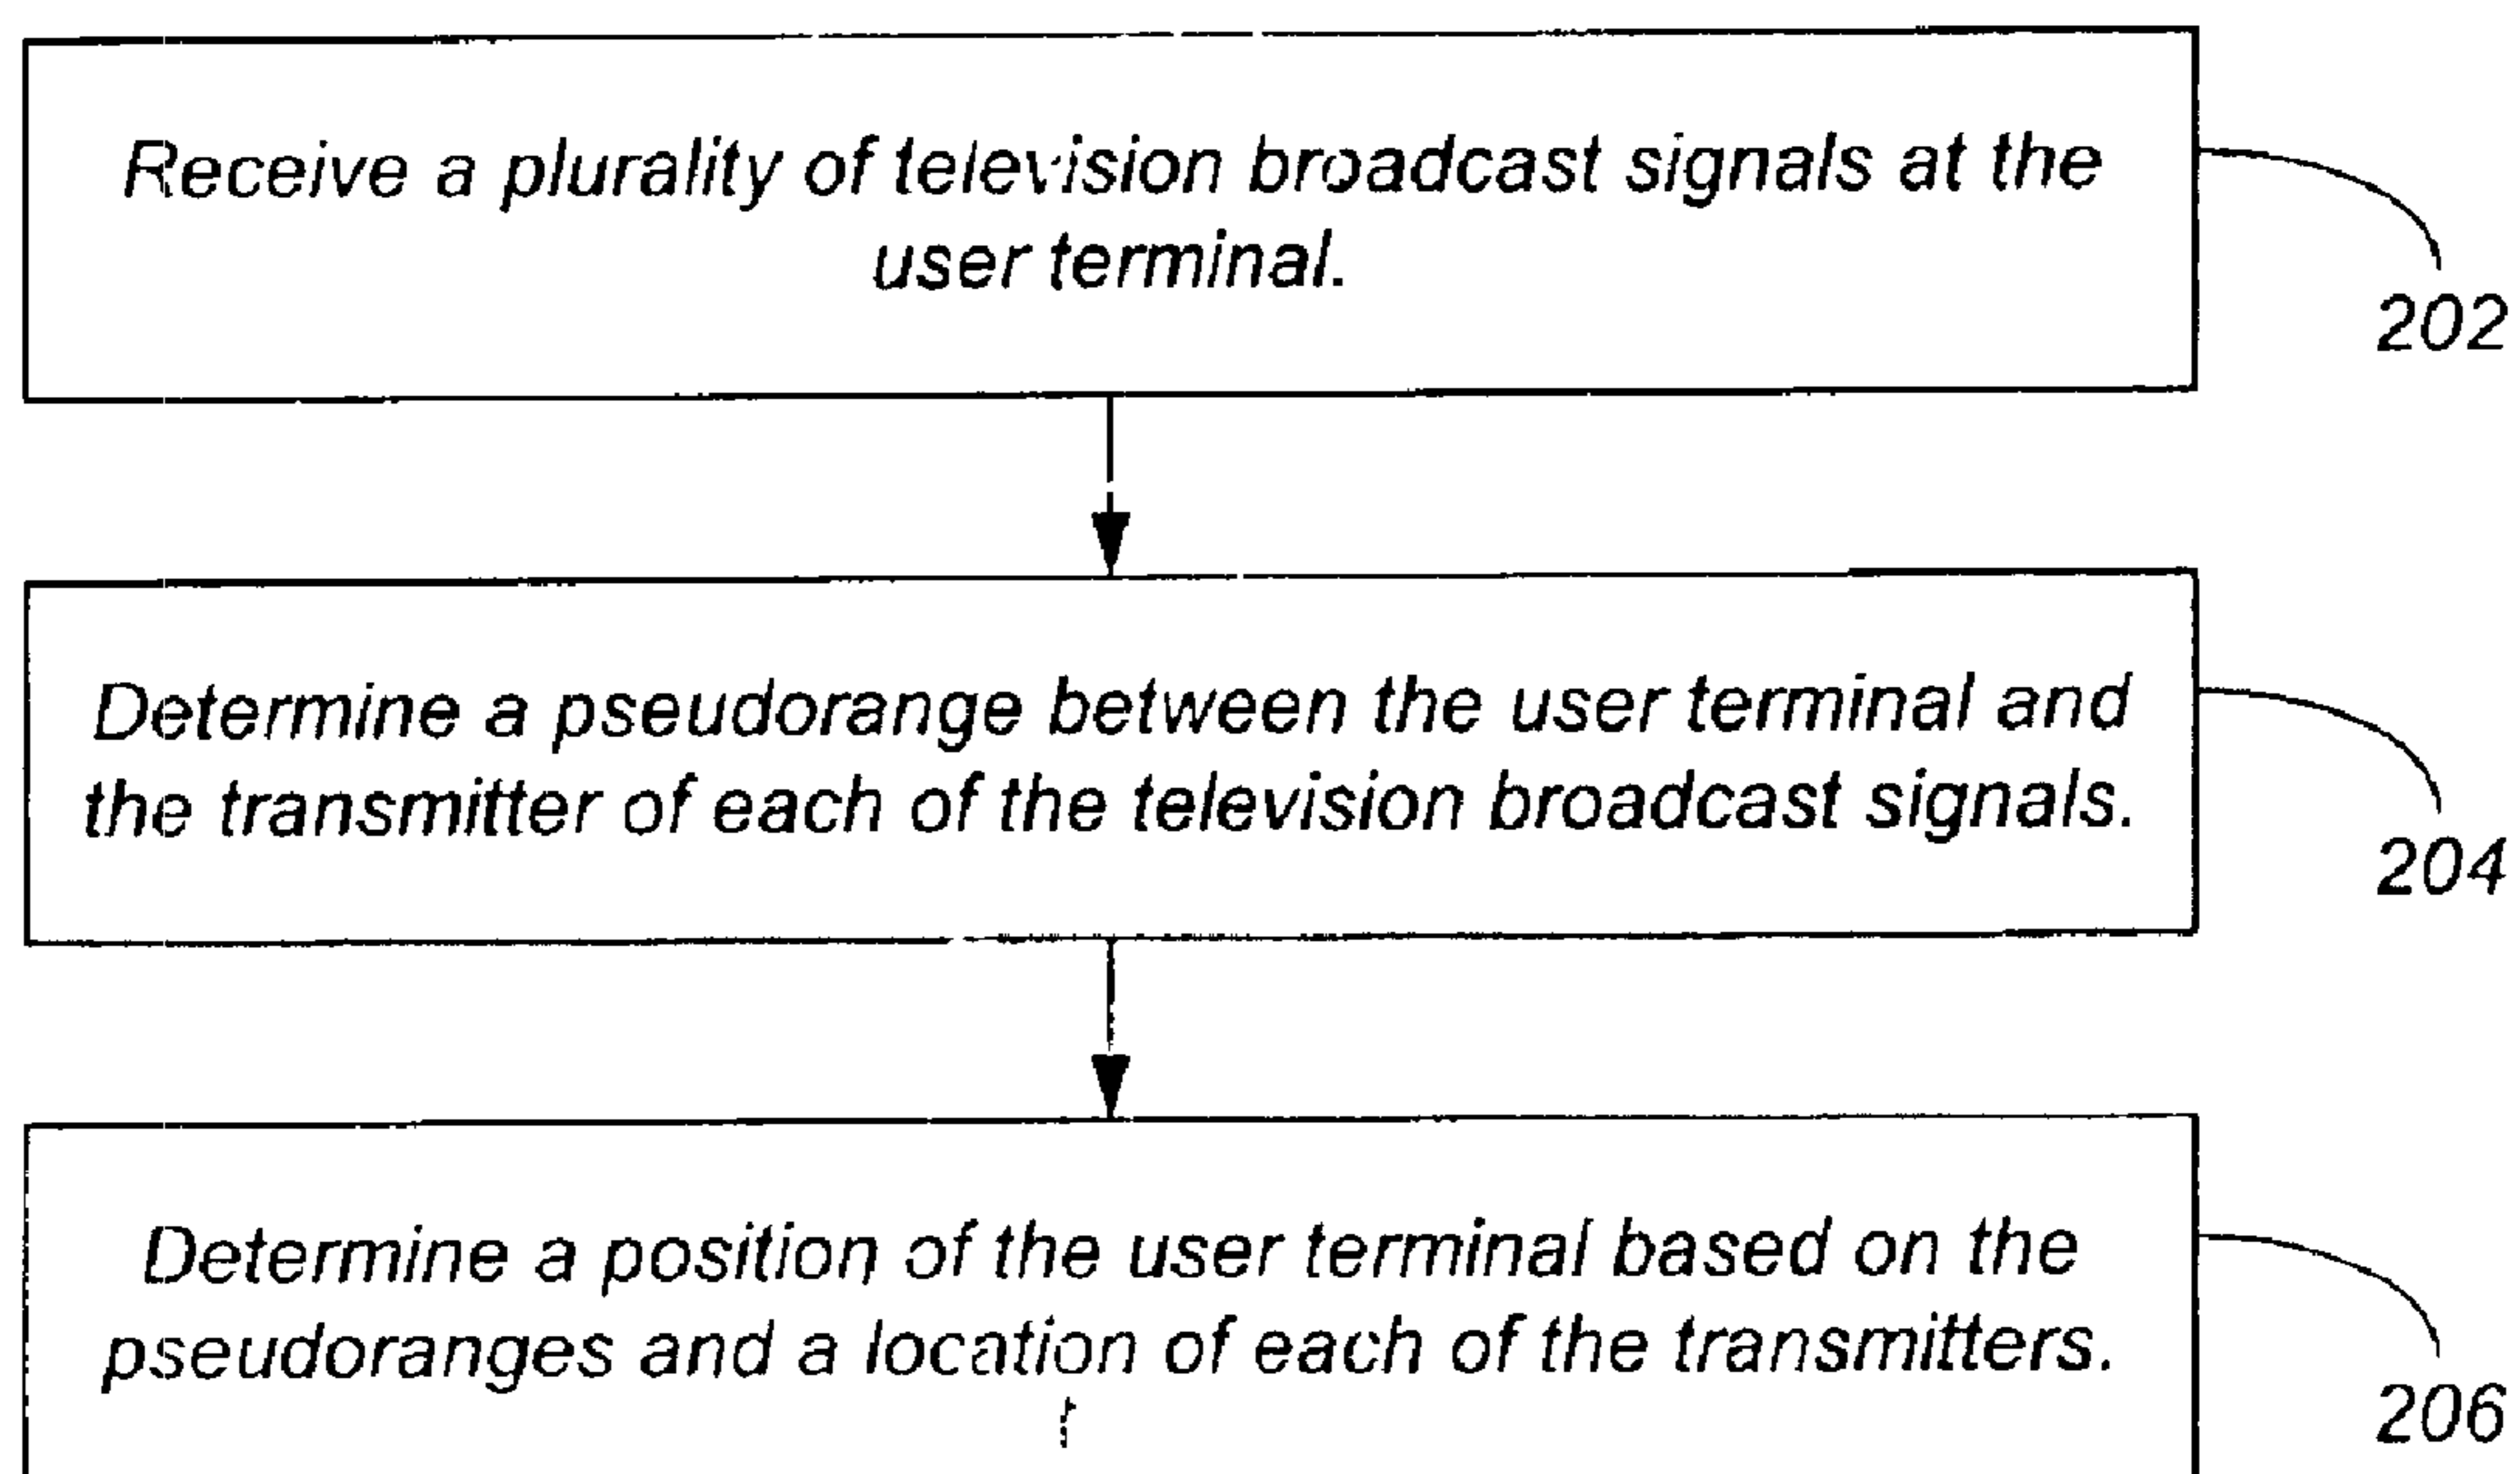 Receive a plurality of television broadcast signals at the
user terminal.
202
Determine a pseudorange between the user terminal and
the transmitter of each of the television broadcast signals.
204
Determine a position of the user terminal based on the
pseudoranges and a location of each of the transmitters.
206